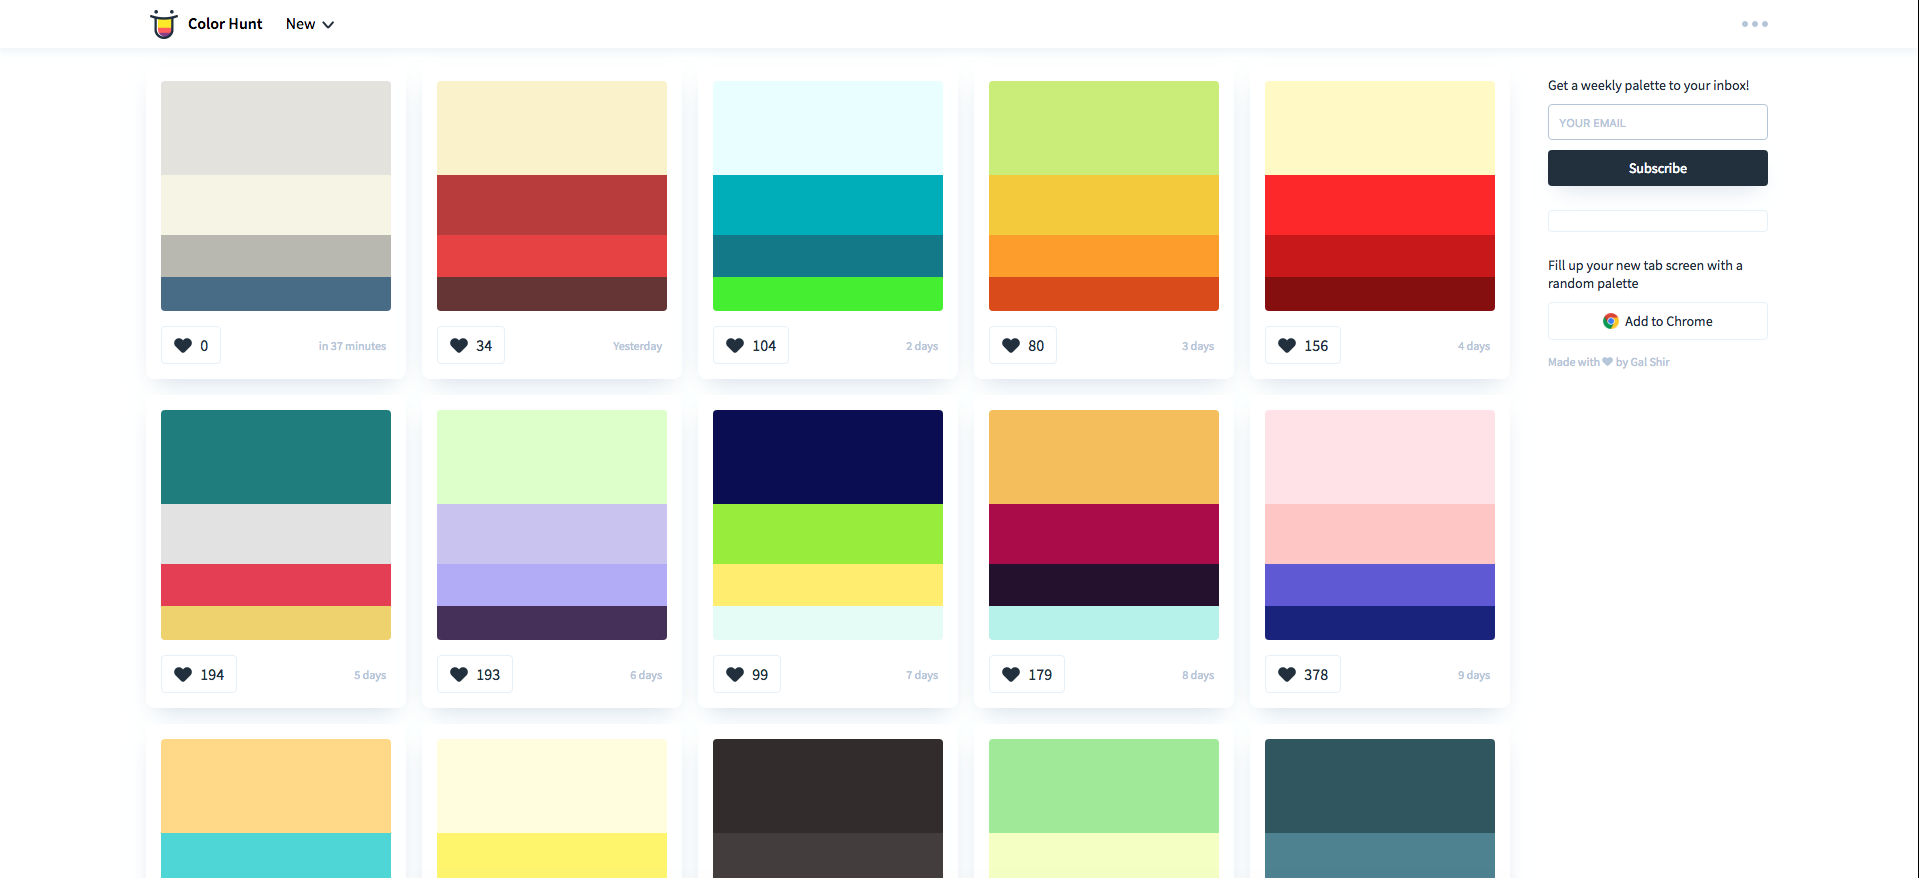 Color Hunt
New
Get a weekly palette to your inbox!
YOUR EMAIL
Subscribe
Fill up your new tab screen with a
random palette
Add to Chrome
Made with by Gal Shir
0 in 37 minutes
34 Yesterday
104 2 days
80 3 days
156 4 days
194 5 days
193 6 days
99 7 days
179 8 days
378 9 days